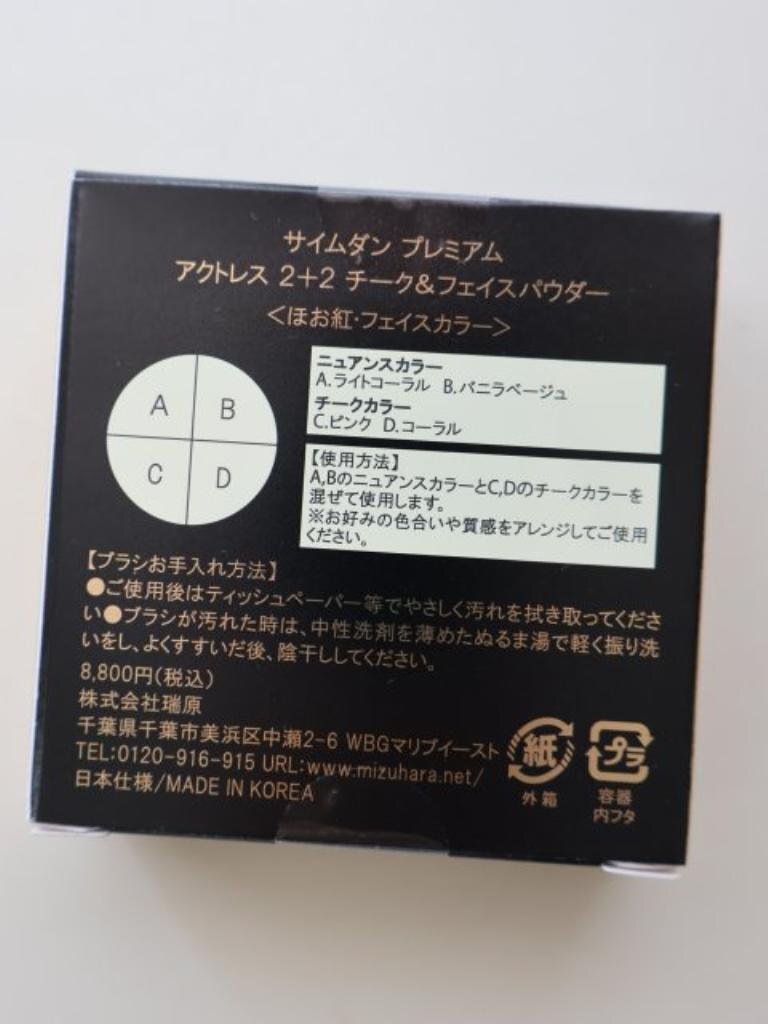 サイムダン プレミアム
アクトレス 2+2 チーク&フェイスパウダー
<ほお紅・フェイスカラー>
A B
C D
ニュアンスカラー
A.ライトコーラル B.バニラベージュ
チークカラー
C.ピンク D.コーラル
【使用方法】
A,BのニュアンスカラーとC,Dのチークカラーを
混ぜて使用します。
※お好みの色合いや質感をアレンジしてご使用
ください。
【ブラシお手入れ方法】
●ご使用後はティッシュペーパー等でやさしく汚れを拭き取ってくださ
い●ブラシが汚れた時は、中性洗剤を薄めたぬるま湯で軽く振り洗
いをし、よくすすいだ後、陰干ししてください。
8,800円(税込)
株式会社瑞原
千葉県千葉市美浜区中瀬2-6 WBGマリブイースト
TEL:0120-916-915 URL:www.mizuhara.net/
日本仕様/MADE IN KOREA
紙
外箱
プラ
容器
内フタ